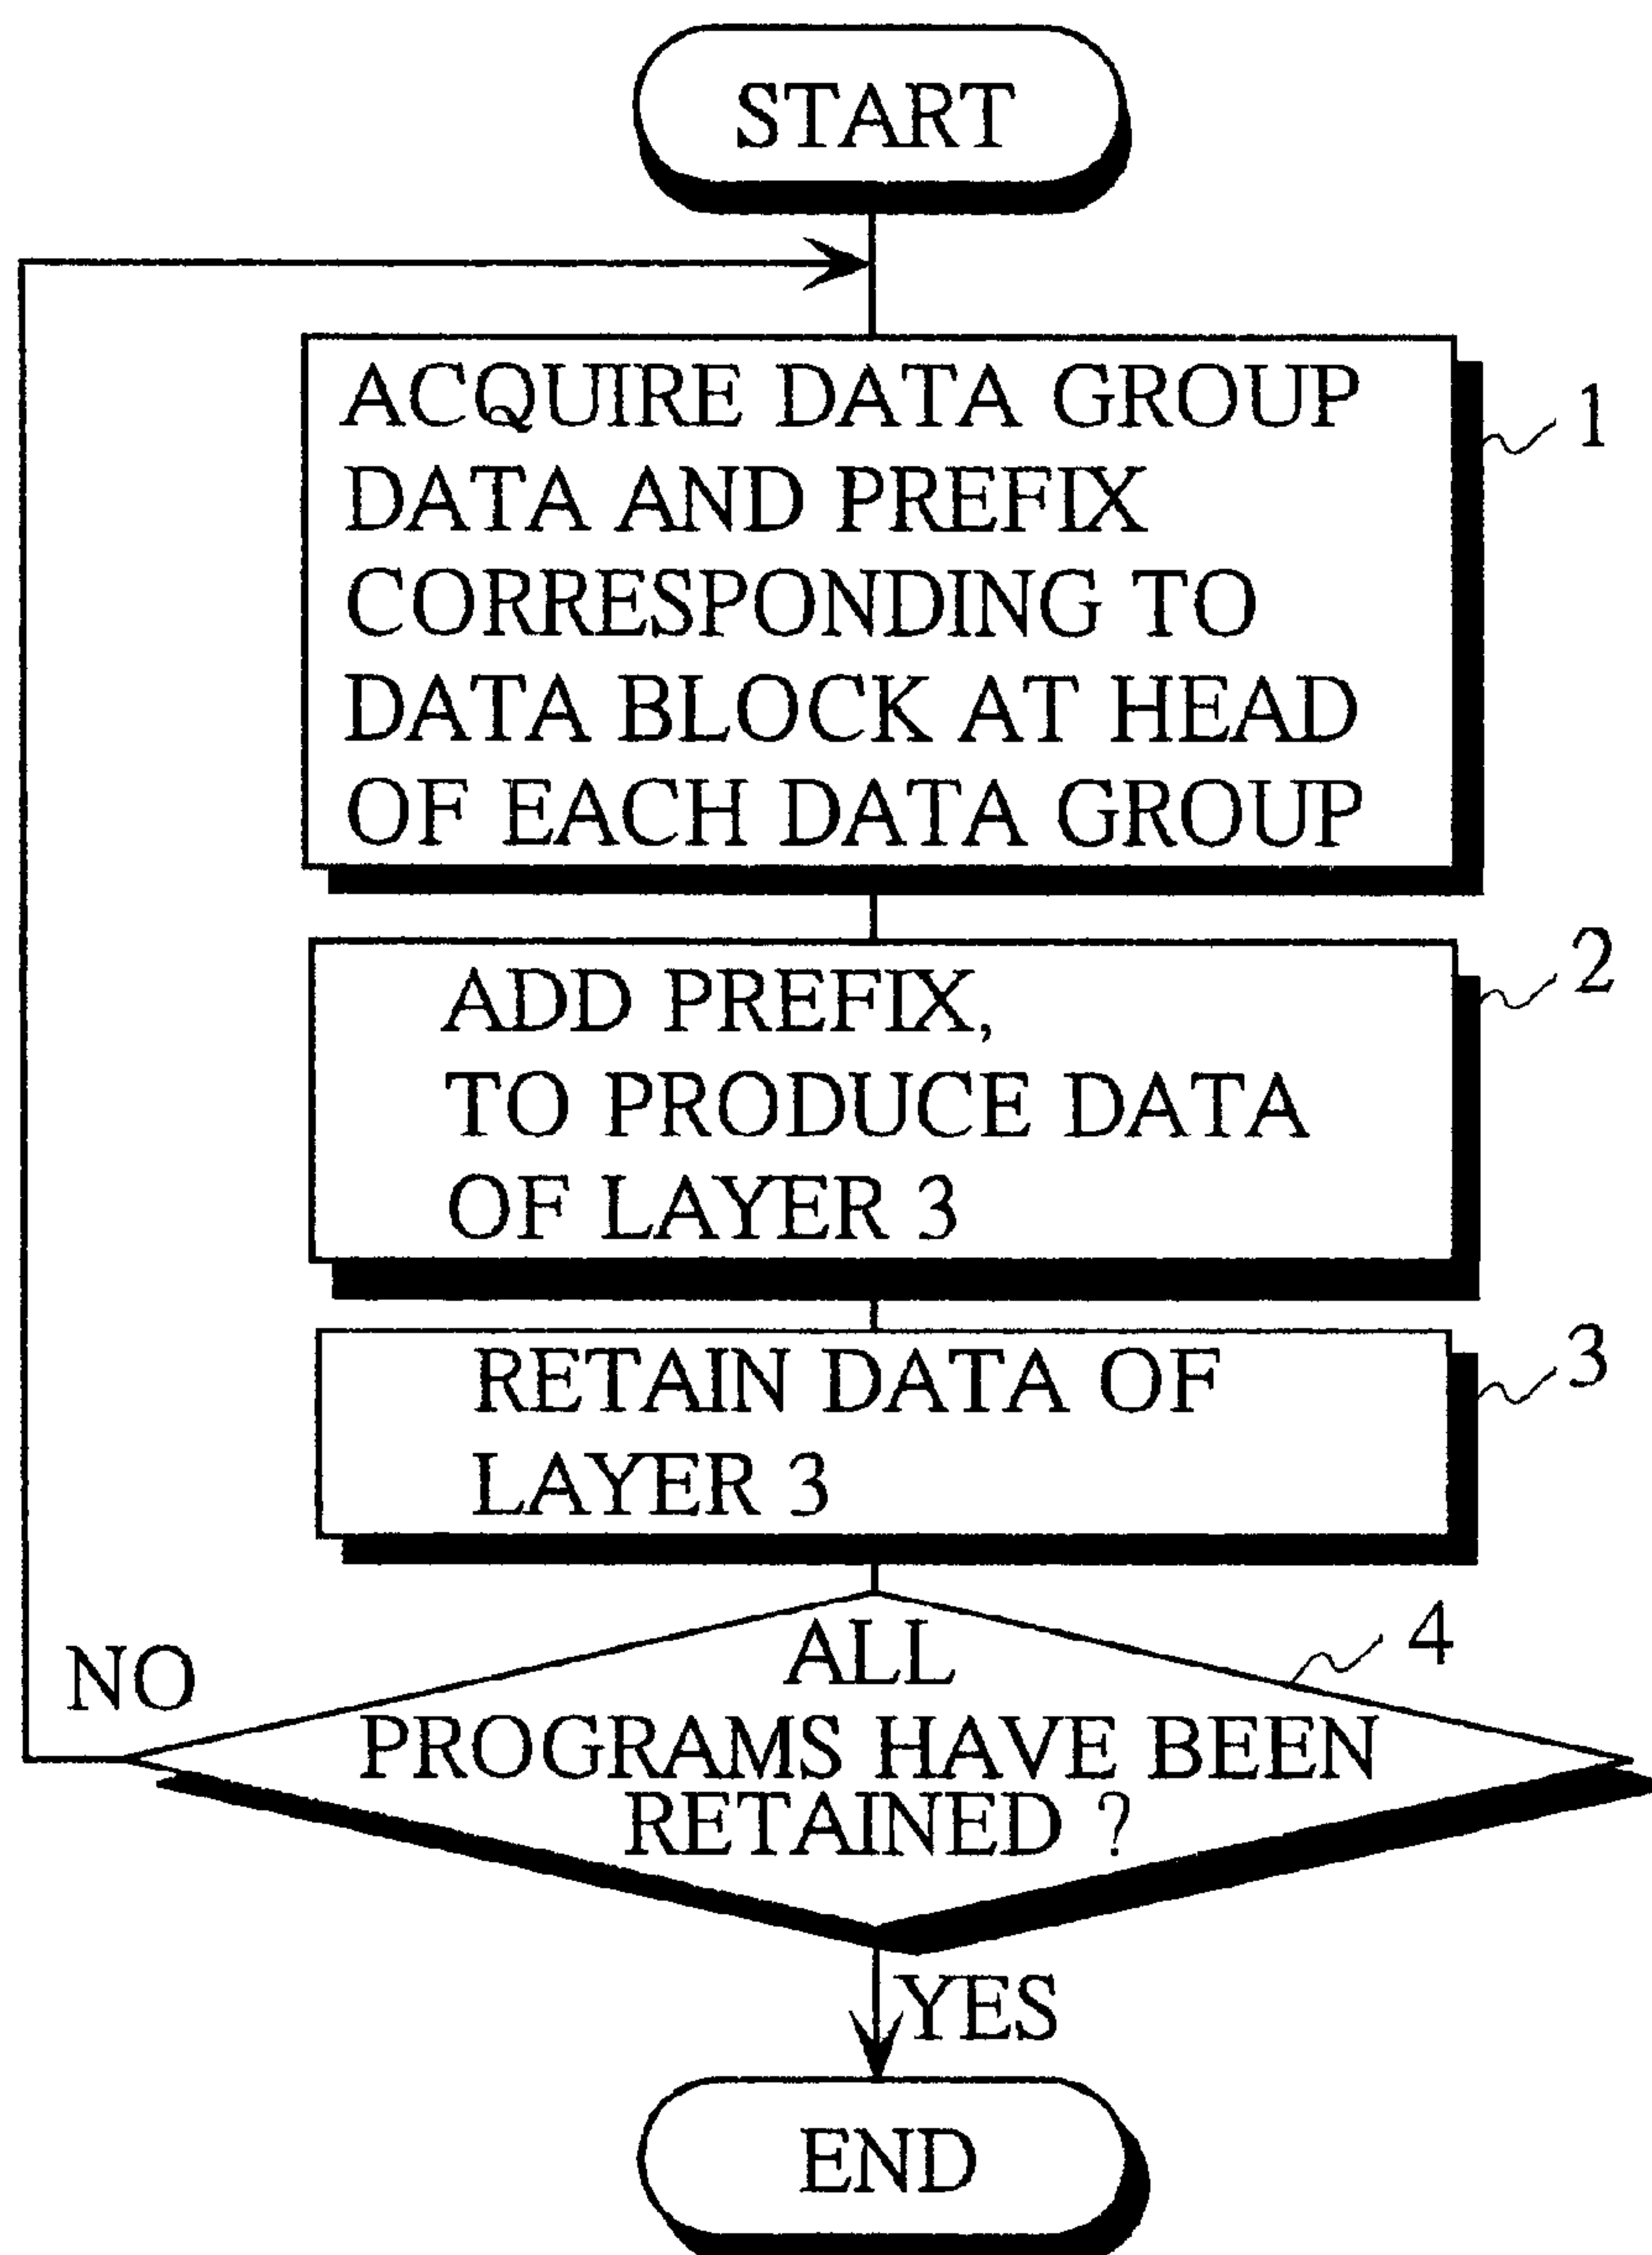 START
ACQUIRE DATA GROUP
DATA AND PREFIX
CORRESPONDING TO
DATA BLOCK AT HEAD
OF EACH DATA GROUP
1
ADD PREFIX,
TO PRODUCE DATA
OF LAYER 3
2
RETAIN DATA OF
LAYER 3
3
ALL
PROGRAMS HAVE BEEN
RETAINED ?
4
NO
YES
END